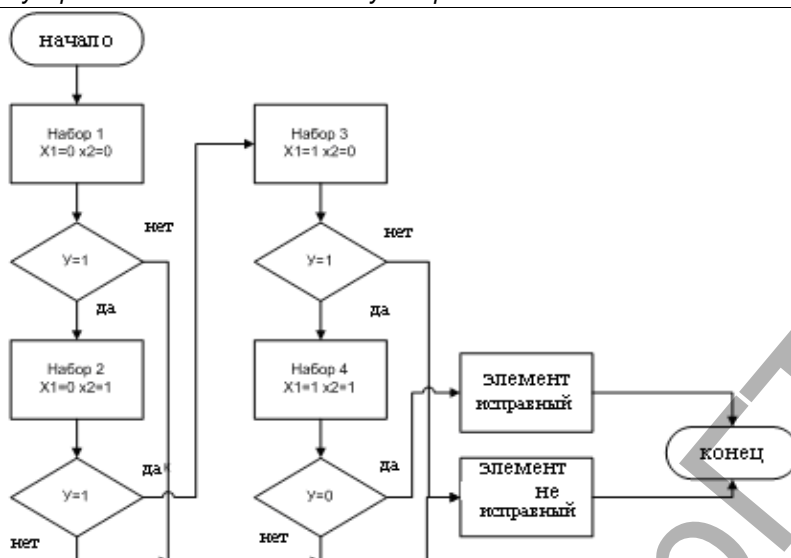 начало
Набор 1
X1=0 x2=0
нет
У=1
да
Набор 2
X1=0 x2=1
да
У=1
нет
Набор 3
X1=1 x2=0
нет
У=1
да
Набор 4
X1=1 x2=1
да
У=0
нет
элемент
исправный
элемент
не
исправный
конец